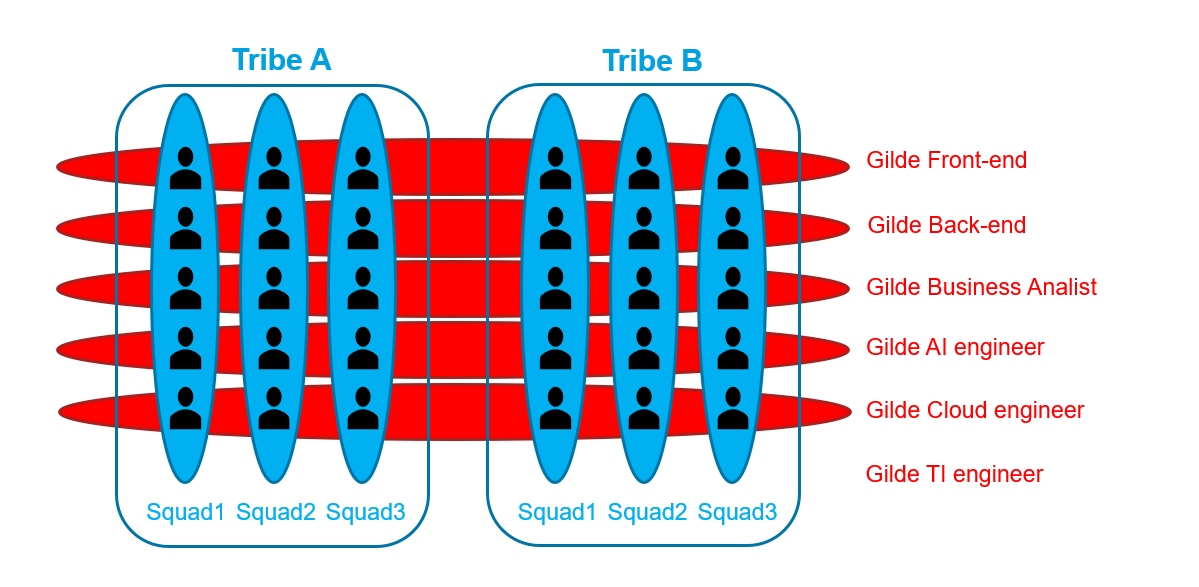 Tribe A
Tribe B
Gilde Front-end
Gilde Back-end
Gilde Business Analist
Gilde AI engineer
Gilde Cloud engineer
Gilde TI engineer
Squad1 Squad2 Squad3
Squad1 Squad2 Squad3